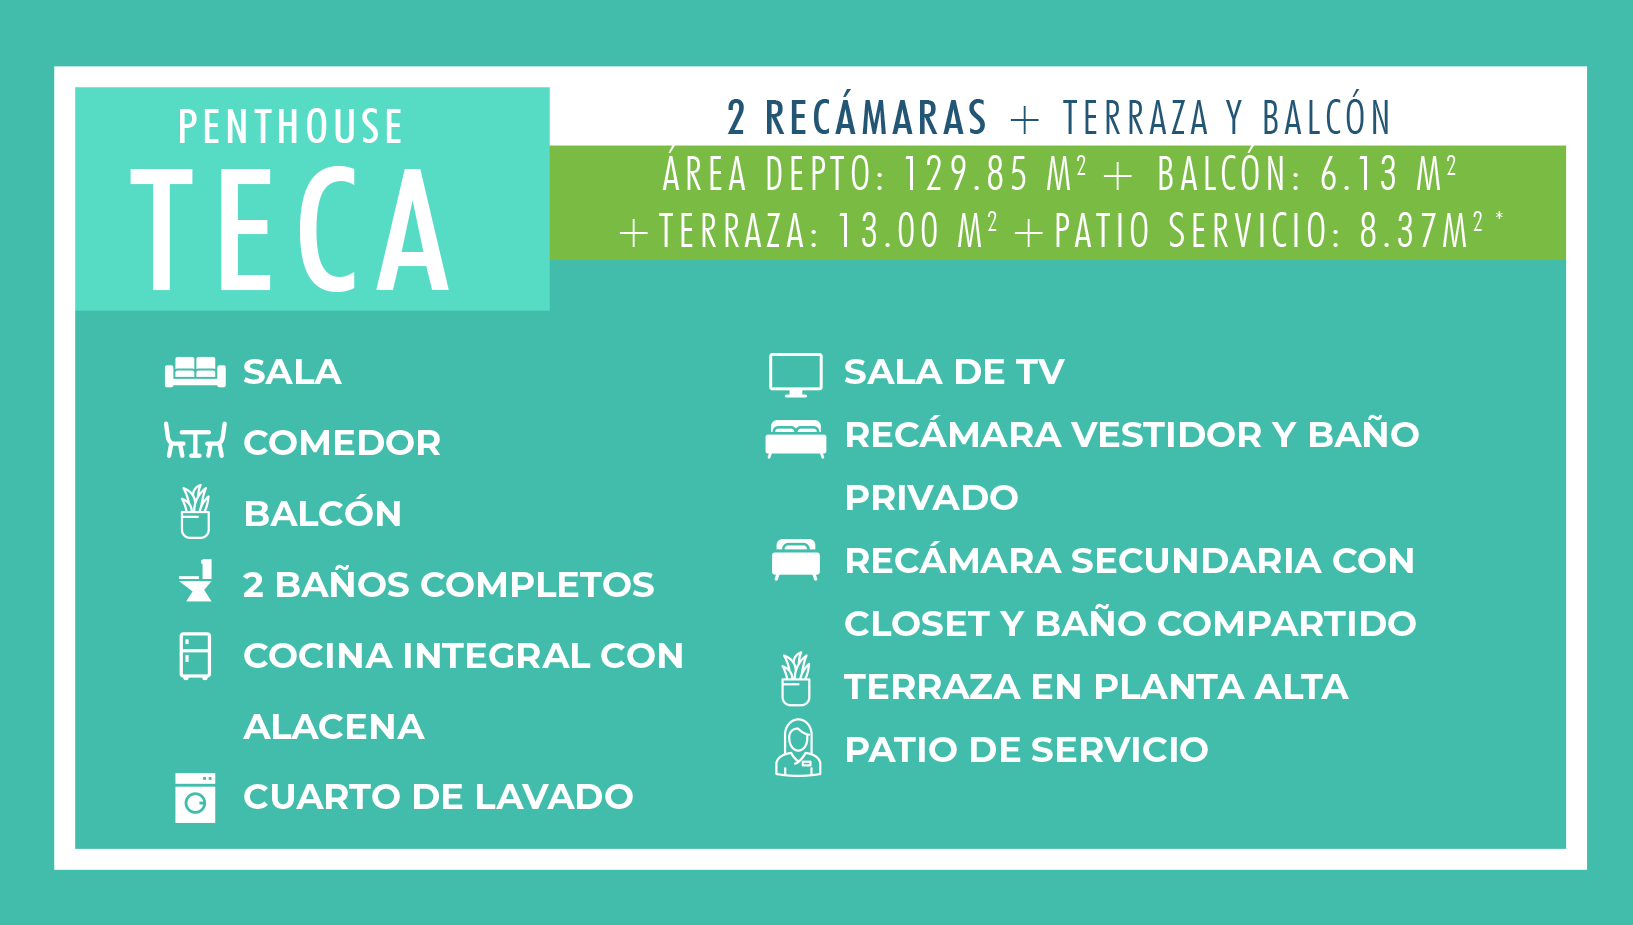 PENTHOUSE
TECA
2 RECÁMARAS + TERRAZA Y BALCÓN
ÁREA DEPTO: 129.85 M² + BALCÓN: 6.13 M²
+TERRAZA: 13.00 M² +PATIO SERVICIO: 8.37M² *
SALA
COMEDOR
BALCÓN
2 BAÑOS COMPLETOS
COCINA INTEGRAL CON
ALACENA
CUARTO DE LAVADO
SALA DE TV
RECÁMARA VESTIDOR Y BAÑO
PRIVADO
RECÁMARA SECUNDARIA CON
CLOSET Y BAÑO COMPARTIDO
TERRAZA EN PLANTA ALTA
PATIO DE SERVICIO